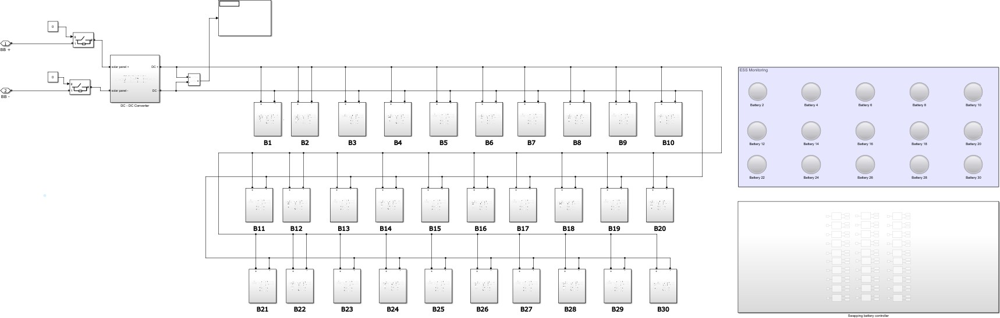 0
g
1
2
1
BB +
solar panel +
DC +
+
-
v
0
g
1
2
2
BB -
solar panel -
DC -
DC - DC Converter
B1
B2
B3
B4
B5
B6
B7
B8
B9
B10
B11
B12
B13
B14
B15
B16
B17
B18
B19
B20
B21
B22
B23
B24
B25
B26
B27
B28
B29
B30
ESS Monitoring
Battery 2
Battery 4
Battery 6
Battery 8
Battery 10
Battery 12
Battery 14
Battery 16
Battery 18
Battery 20
Battery 22
Battery 24
Battery 26
Battery 28
Battery 30
Swapping battery controller